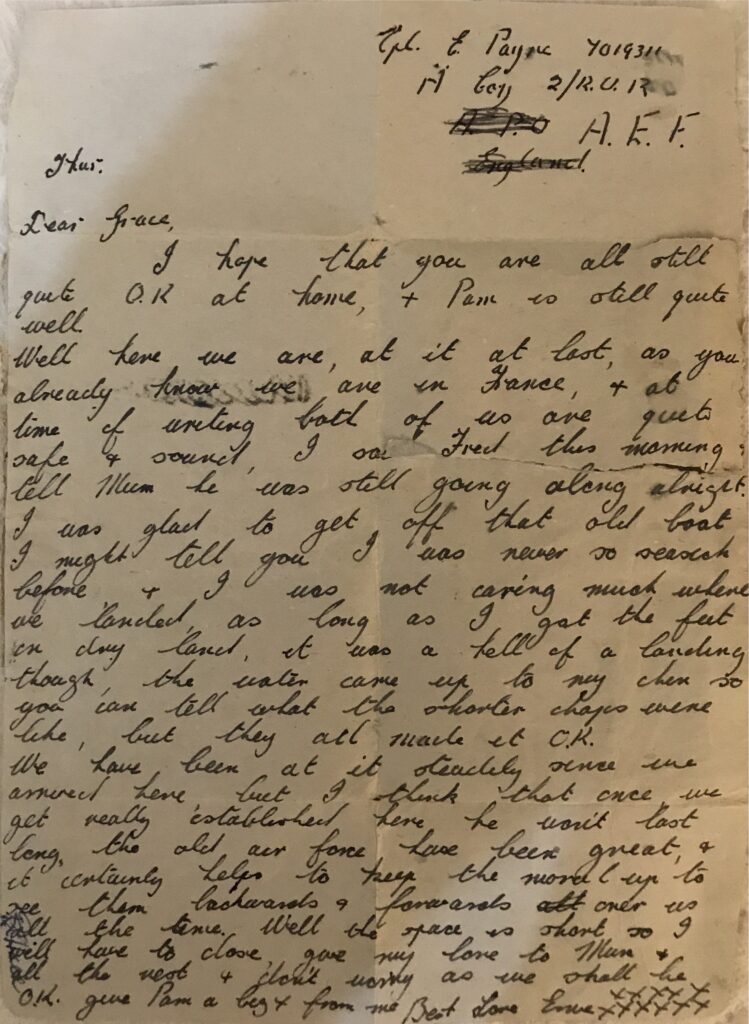 Cpl. E. Payne 7019311
A Coy 2/R.U.R
A.P.O A.E.F.
England.
Thur.
Dear Grace,
I hope that you are all still
quite O.K at home, + Pam is still quite
well.
Well here we are, at it at last, as you
already know we are in France, + at
time of writing both of us are quite
safe + sound, I saw Fred this morning +
tell Mum he was still going along alright.
I was glad to get off that old boat
I might tell you I was never so seasick
before + I was not caring much where
we landed, as long as I got the feet
on dry land, it was a hell of a landing
though, the water came up to my chin so
you can tell what the shorter chaps were
like, but they all made it O.K.
We have been at it steadily since we
arrived here but I think that once we
get really established here he won't last
long, the old air force have been great, +
it certainly helps to keep the moral up to
see them backwards + forwards all over us
all the time. Well the space is short so I
will have to close, give my love to Mum +
all the rest + don't worry as we shall be
O.K. give Pam a big x from me Best Love Ernie xxxxx
xxxxx